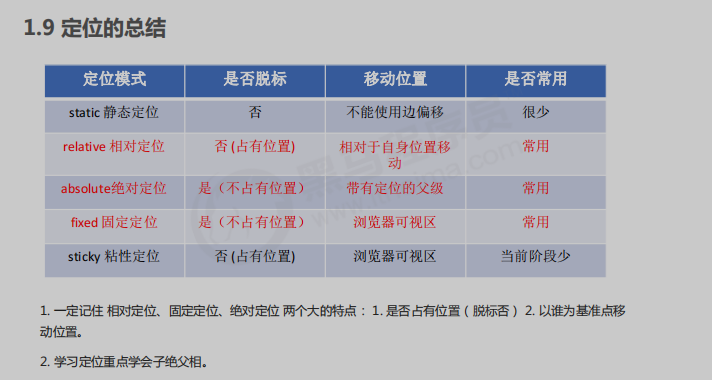 1.9 定位的总结
定位模式 是否脱标 移动位置 是否常用
static 静态定位 否 不能使用边偏移 很少
relative 相对定位 否 (占有位置) 相对于自身位置移
动 常用
absolute绝对定位 是（不占有位置） 带有定位的父级 常用
fixed 固定定位 是（不占有位置） 浏览器可视区 常用
sticky 粘性定位 否 (占有位置) 浏览器可视区 当前阶段少
黑马程序员
1. 一定记住 相对定位、固定定位、绝对定位 两个大的特点： 1. 是否占有位置（脱标否） 2. 以谁为基准点移
动位置。
2. 学习定位重点学会子绝父相。